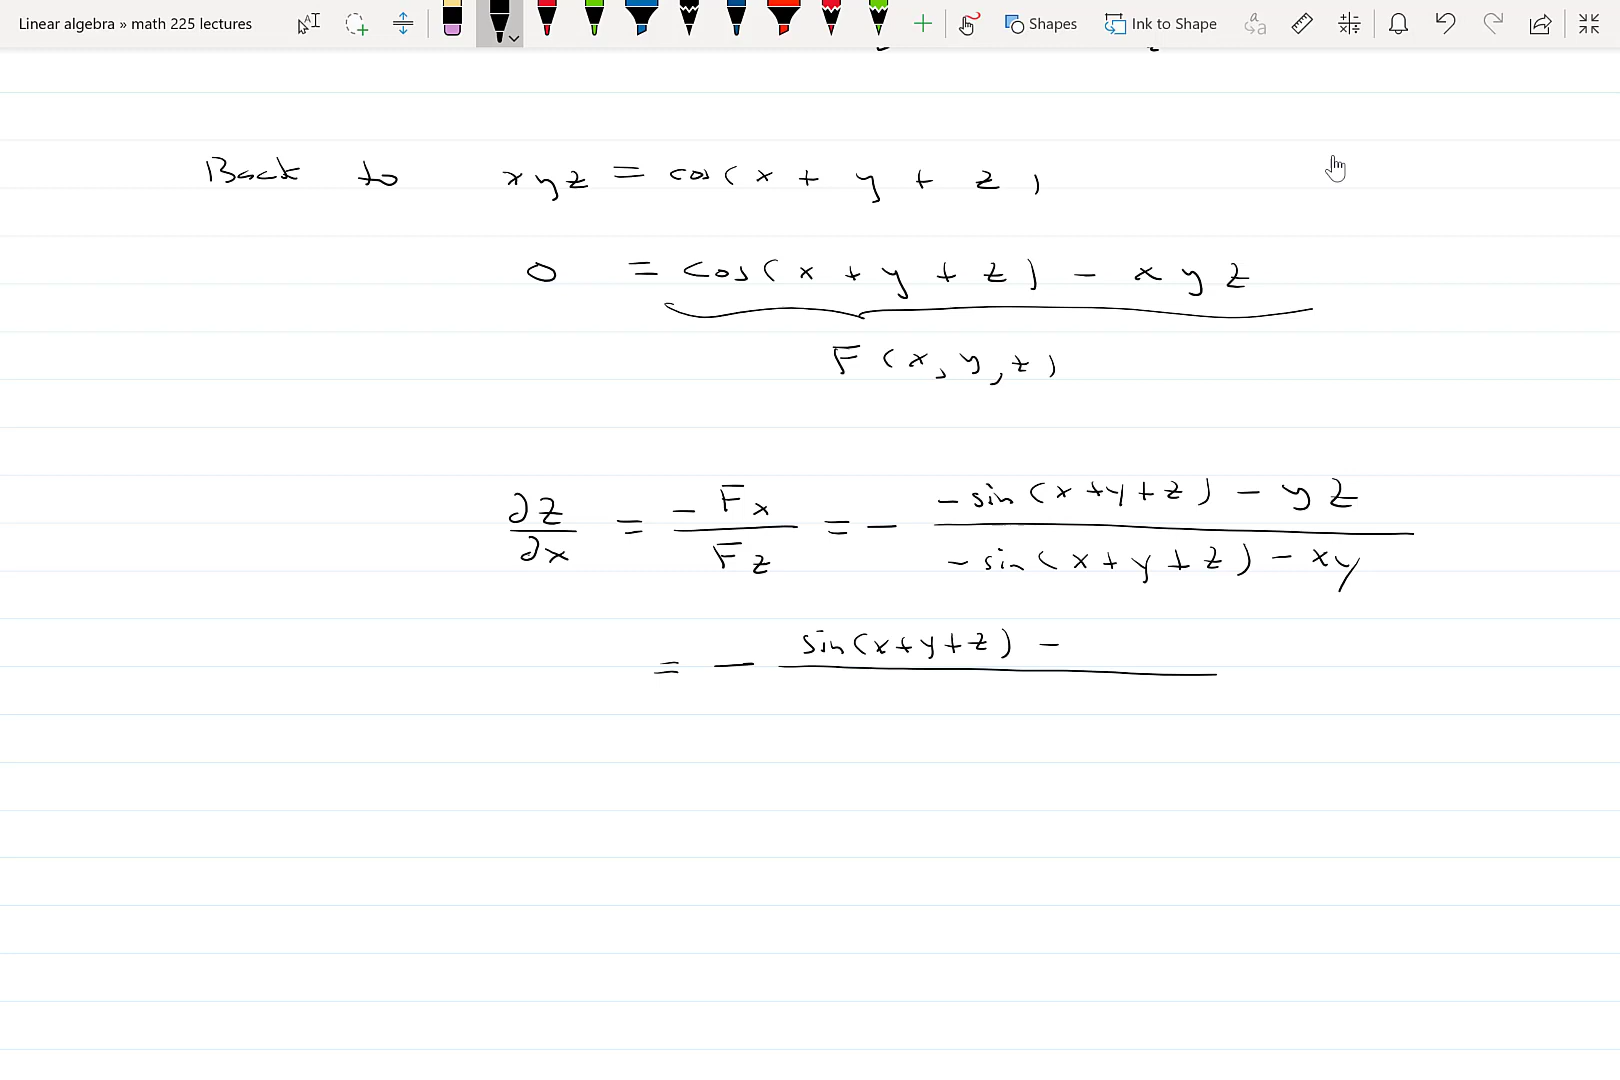 Linear algebra » math 225 lectures Shapes Ink to Shape
Back to xyz = cos(x + y + z)
0 = cos(x + y + z) - xyz
F(x, y, z)
∂z/∂x = -Fx/Fz = - (-sin(x+y+z) - yz)/(-sin(x+y+z) - xy)
= - sin(x+y+z) -